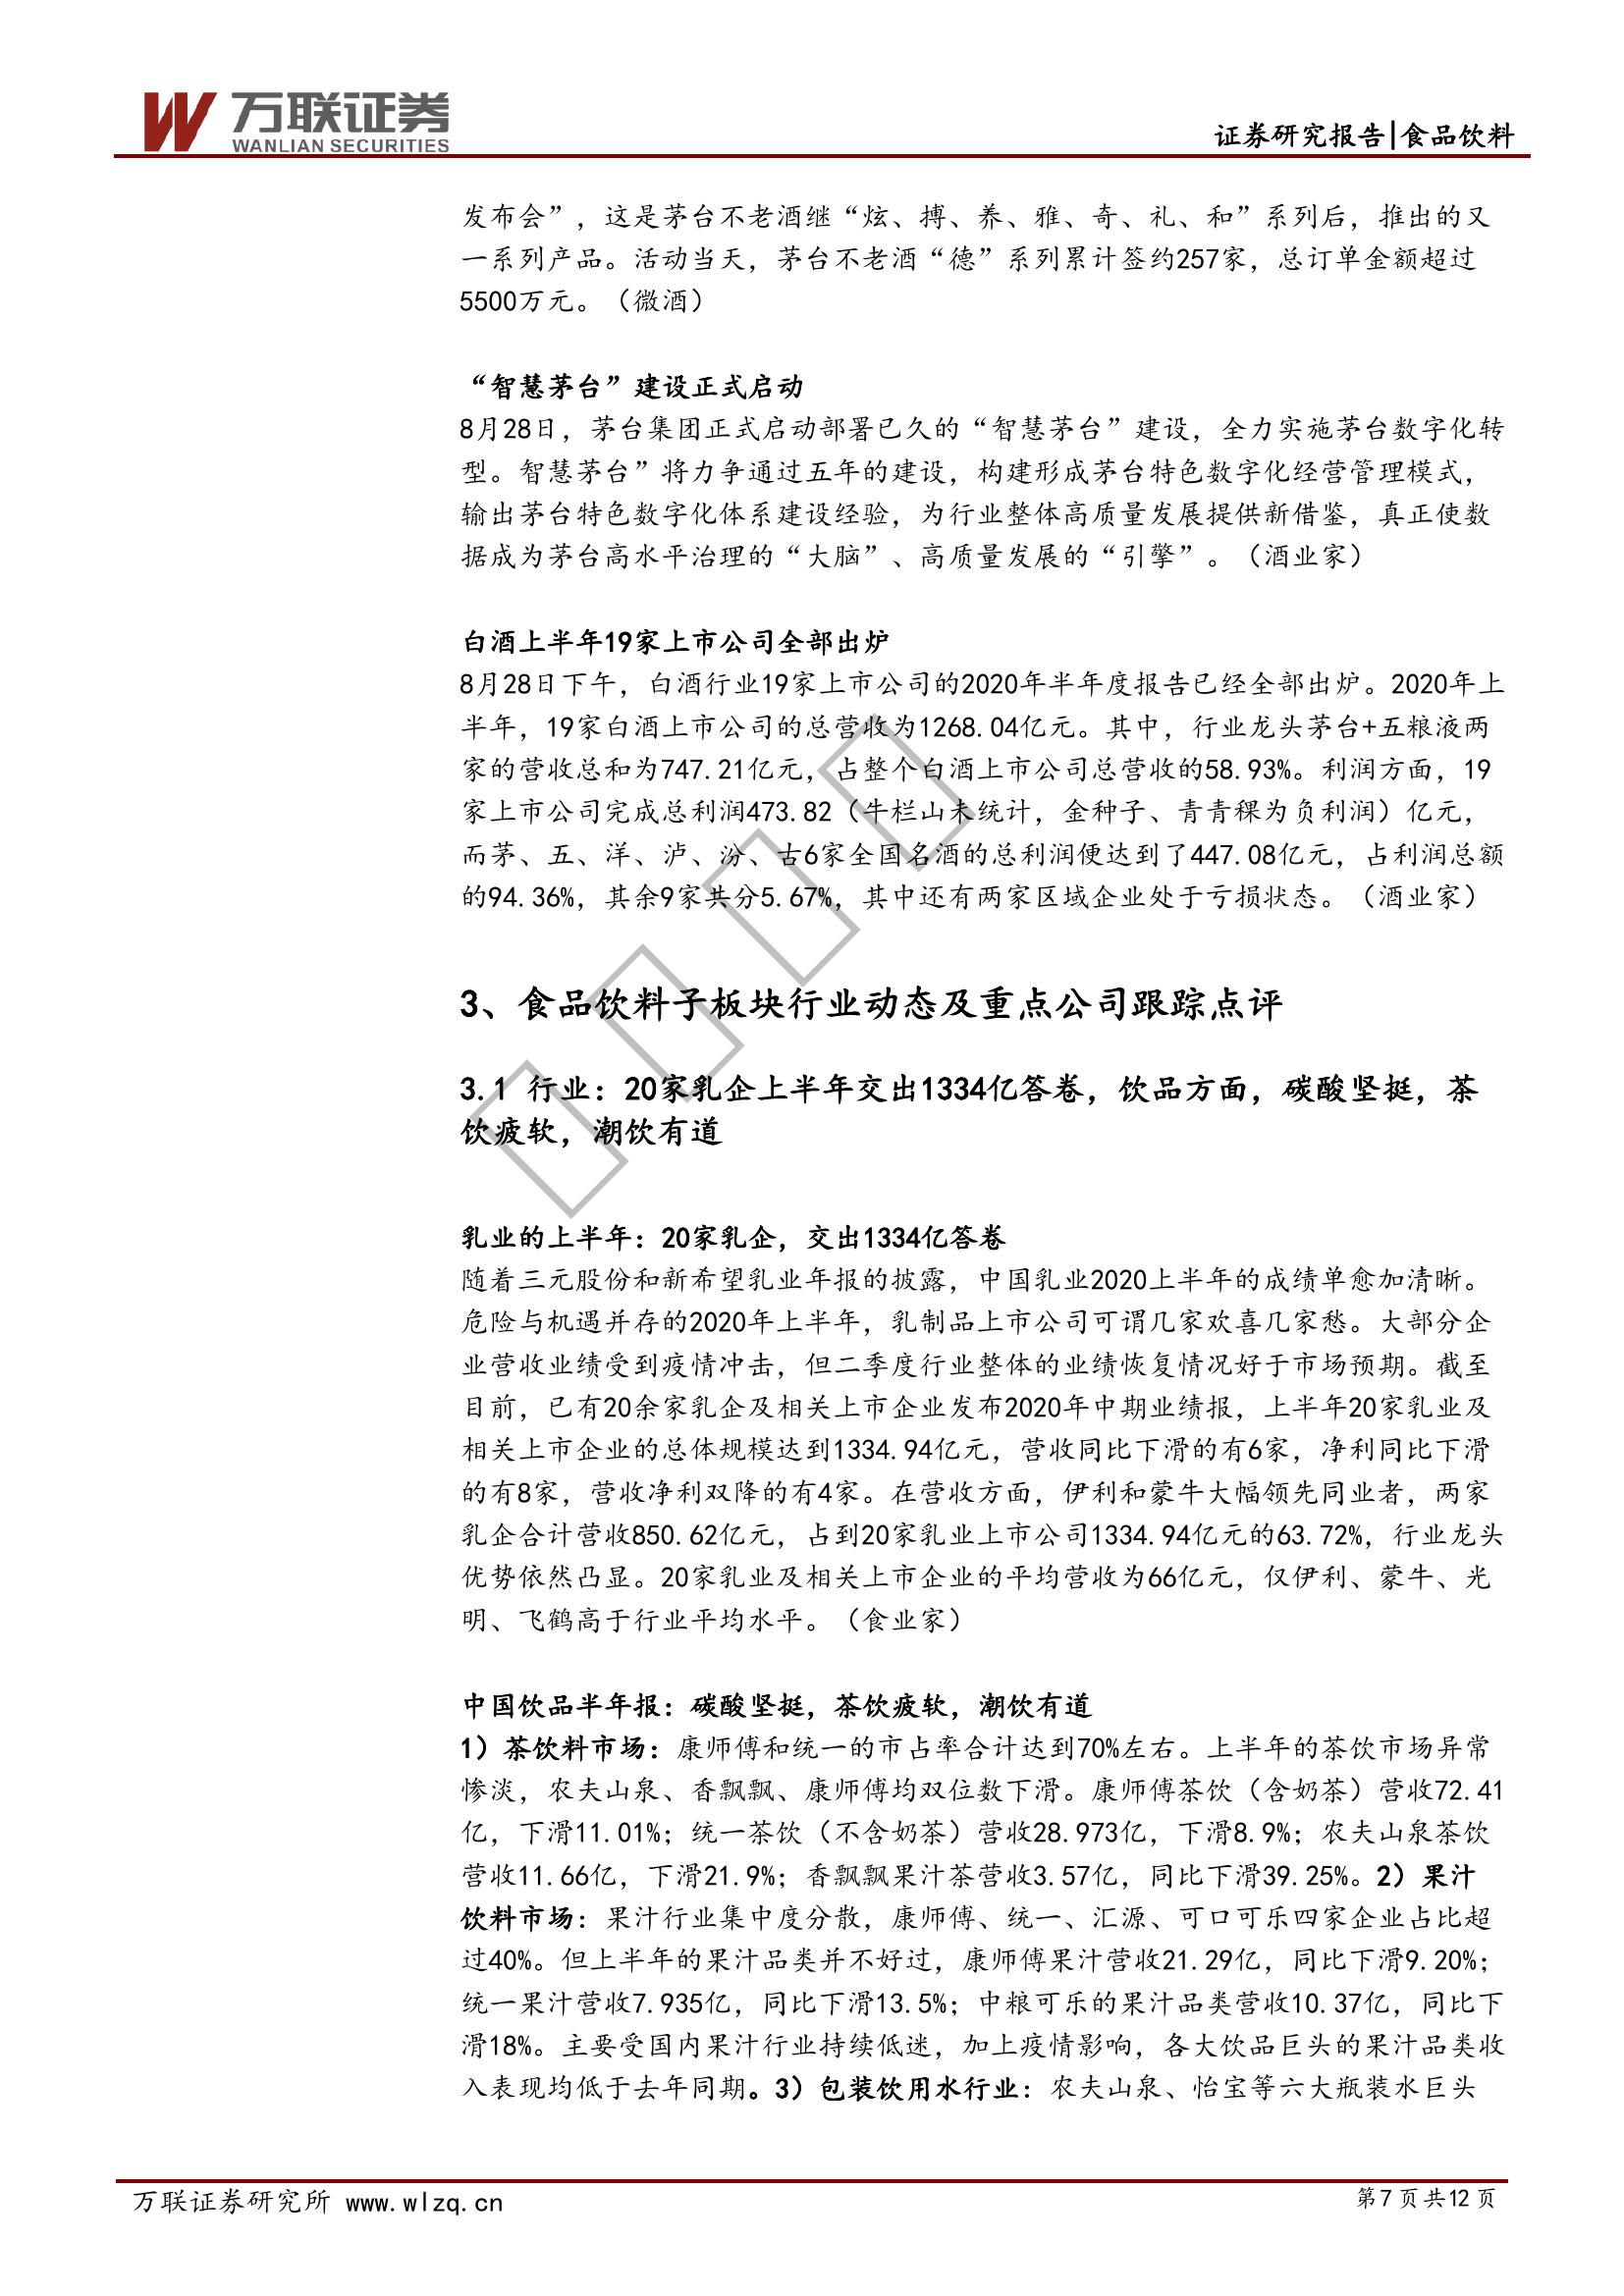 万联证券
WANLIAN SECURITIES
证券研究报告|食品饮料
发布会”，这是茅台不老酒继“炫、搏、养、雅、奇、礼、和”系列后，推出的又
一系列产品。活动当天，茅台不老酒“德”系列累计签约257家，总订单金额超过
5500万元。（微酒）
“智慧茅台”建设正式启动
8月28日，茅台集团正式启动部署已久的“智慧茅台”建设，全力实施茅台数字化转
型。智慧茅台”将力争通过五年的建设，构建形成茅台特色数字化经营管理模式，
输出茅台特色数字化体系建设经验，为行业整体高质量发展提供新借鉴，真正使数
据成为茅台高水平治理的“大脑”、高质量发展的“引擎”。（酒业家）
白酒上半年19家上市公司全部出炉
8月28日下午，白酒行业19家上市公司的2020年半年度报告已经全部出炉。2020年上
半年，19家白酒上市公司的总营收为1268.04亿元。其中，行业龙头茅台+五粮液两
家的营收总和为747.21亿元，占整个白酒上市公司总营收的58.93%。利润方面，19
家上市公司完成总利润473.82（牛栏山未统计，金种子、青青稞为负利润）亿元，
而茅、五、洋、泸、汾、古6家全国名酒的总利润便达到了447.08亿元，占利润总额
的94.36%，其余9家共分5.67%，其中还有两家区域企业处于亏损状态。（酒业家）
3、食品饮料子板块行业动态及重点公司跟踪点评
3.1 行业：20家乳企上半年交出1334亿答卷，饮品方面，碳酸坚挺，茶
饮疲软，潮饮有道
乳业的上半年：20家乳企，交出1334亿答卷
随着三元股份和新希望乳业年报的披露，中国乳业2020上半年的成绩单愈加清晰。
危险与机遇并存的2020年上半年，乳制品上市公司可谓几家欢喜几家愁。大部分企
业营收业绩受到疫情冲击，但二季度行业整体的业绩恢复情况好于市场预期。截至
目前，已有20余家乳企及相关上市企业发布2020年中期业绩报，上半年20家乳业及
相关上市企业的总体规模达到1334.94亿元，营收同比下滑的有6家，净利同比下滑
的有8家，营收净利双降的有4家。在营收方面，伊利和蒙牛大幅领先同业者，两家
乳企合计营收850.62亿元，占到20家乳业上市公司1334.94亿元的63.72%，行业龙头
优势依然凸显。20家乳业及相关上市企业的平均营收为66亿元，仅伊利、蒙牛、光
明、飞鹤高于行业平均水平。（食业家）
中国饮品半年报：碳酸坚挺，茶饮疲软，潮饮有道
1）茶饮料市场：康师傅和统一的市占率合计达到70%左右。上半年的茶饮市场异常
惨淡，农夫山泉、香飘飘、康师傅均双位数下滑。康师傅茶饮（含奶茶）营收72.41
亿，下滑11.01%；统一茶饮（不含奶茶）营收28.973亿，下滑8.9%；农夫山泉茶饮
营收11.66亿，下滑21.9%；香飘飘果汁茶营收3.57亿，同比下滑39.25%。2）果汁
饮料市场：果汁行业集中度分散，康师傅、统一、汇源、可口可乐四家企业占比超
过40%。但上半年的果汁品类并不好过，康师傅果汁营收21.29亿，同比下滑9.20%；
统一果汁营收7.935亿，同比下滑13.5%；中粮可乐的果汁品类营收10.37亿，同比下
滑18%。主要受国内果汁行业持续低迷，加上疫情影响，各大饮品巨头的果汁品类收
入表现均低于去年同期。3）包装饮用水行业：农夫山泉、怡宝等六大瓶装水巨头
万联证券研究所 www.wlzq.cn
第7页共12页